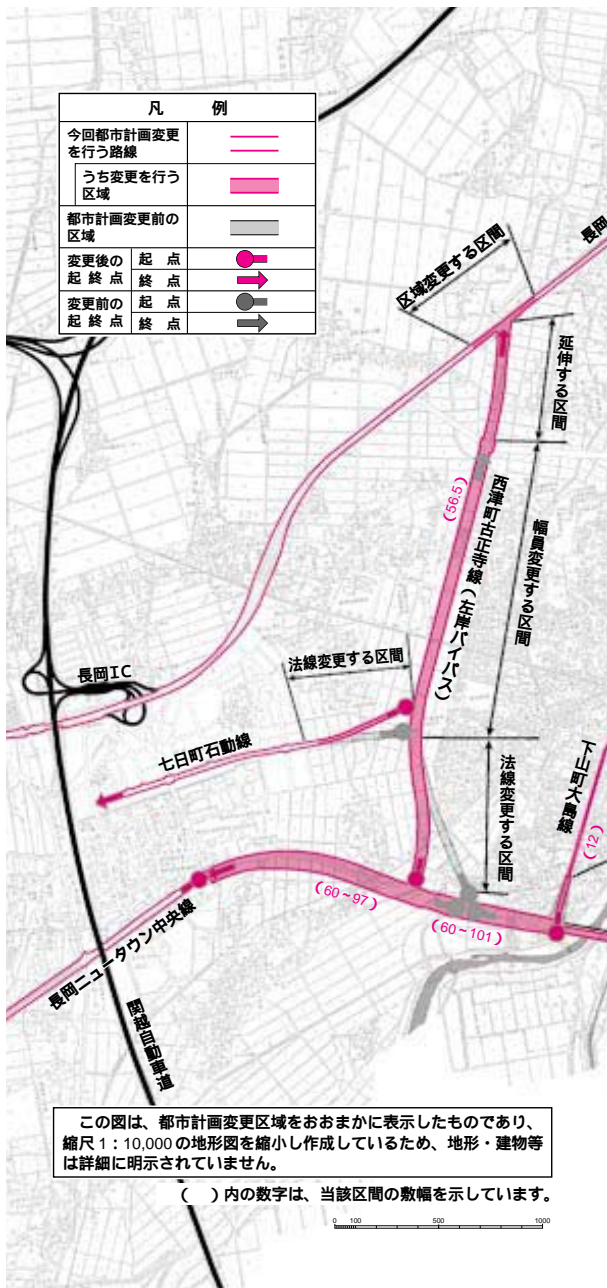 凡 例
今回都市計画変更
を行う路線
うち変更を行う
区域
都市計画変更前の
区域
変更後の
起終点
起 点
終 点
変更前の
起終点
起 点
終 点
長岡
区域変更する区間
延伸する区間
(56.5)
西津町古正寺線(左岸バイパス)
幅員変更する区間
長岡IC
法線変更する区間
七日町石動線
法線変更する区間
下山町大島線
(12)
(60~97)
(60~101)
長岡ニュータウン中央線
関越自動車道
この図は、都市計画変更区域をおおまかに表示したものであり、
縮尺1:10,000の地形図を縮小し作成しているため、地形・建物等
は詳細に明示されていません。
( )内の数字は、当該区間の敷幅を示しています。
0 100 500 1000